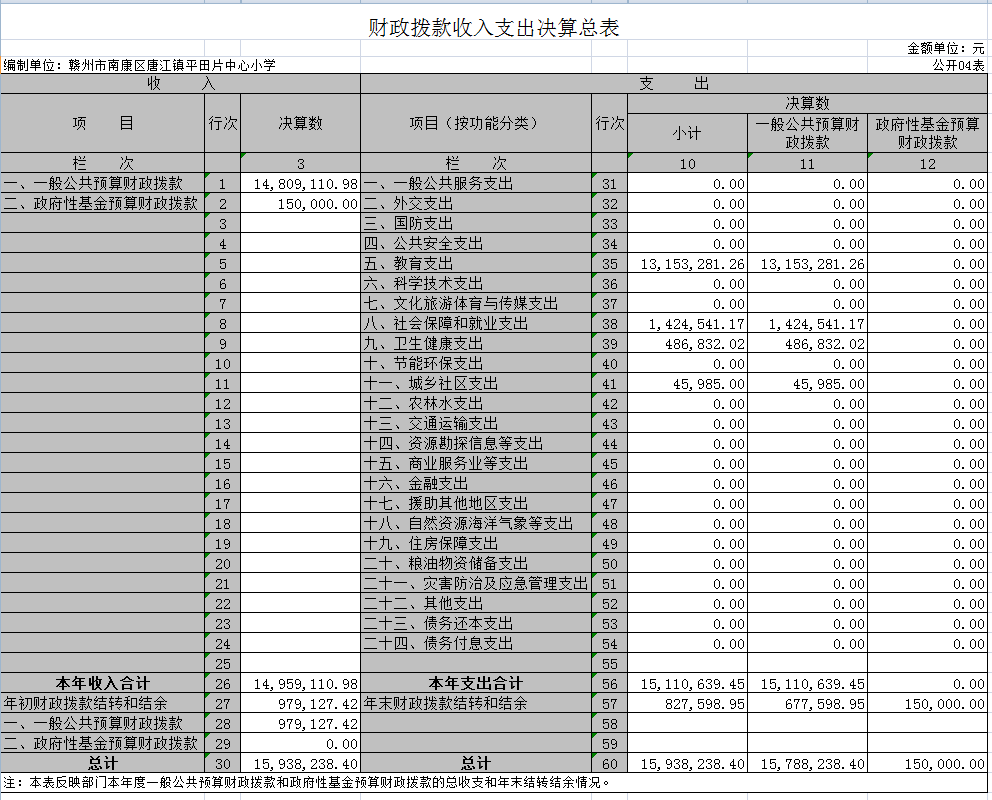 财政拨款收入支出决算总表
金额单位：元
编制单位：赣州市南康区唐江镇平田片中心小学 公开04表
收 入 支 出
项 目 行次 决算数 项目（按功能分类） 行次 决算数
小计 一般公共预算财政拨款 政府性基金预算财政拨款
栏 次 3 栏 次 10 11 12
一、一般公共预算财政拨款 1 14,809,110.98 一、一般公共服务支出 31 0.00 0.00 0.00
二、政府性基金预算财政拨款 2 150,000.00 二、外交支出 32 0.00 0.00 0.00
3 三、国防支出 33 0.00 0.00 0.00
4 四、公共安全支出 34 0.00 0.00 0.00
5 五、教育支出 35 13,153,281.26 13,153,281.26 0.00
6 六、科学技术支出 36 0.00 0.00 0.00
7 七、文化旅游体育与传媒支出 37 0.00 0.00 0.00
8 八、社会保障和就业支出 38 1,424,541.17 1,424,541.17 0.00
9 九、卫生健康支出 39 486,832.02 486,832.02 0.00
10 十、节能环保支出 40 0.00 0.00 0.00
11 十一、城乡社区支出 41 45,985.00 45,985.00 0.00
12 十二、农林水支出 42 0.00 0.00 0.00
13 十三、交通运输支出 43 0.00 0.00 0.00
14 十四、资源勘探信息等支出 44 0.00 0.00 0.00
15 十五、商业服务业等支出 45 0.00 0.00 0.00
16 十六、金融支出 46 0.00 0.00 0.00
17 十七、援助其他地区支出 47 0.00 0.00 0.00
18 十八、自然资源海洋气象等支出 48 0.00 0.00 0.00
19 十九、住房保障支出 49 0.00 0.00 0.00
20 二十、粮油物资储备支出 50 0.00 0.00 0.00
21 二十一、灾害防治及应急管理支出 51 0.00 0.00 0.00
22 二十二、其他支出 52 0.00 0.00 0.00
23 二十三、债务还本支出 53 0.00 0.00 0.00
24 二十四、债务付息支出 54 0.00 0.00 0.00
25 55
本年收入合计 26 14,959,110.98 本年支出合计 56 15,110,639.45 15,110,639.45 0.00
年初财政拨款结转和结余 27 979,127.42 年末财政拨款结转和结余 57 827,598.95 677,598.95 150,000.00
一、一般公共预算财政拨款 28 979,127.42 58
二、政府性基金预算财政拨款 29 0.00 59
总计 30 15,938,238.40 总计 60 15,938,238.40 15,788,238.40 150,000.00
注：本表反映部门本年度一般公共预算财政拨款和政府性基金预算财政拨款的总收支和年末结转结余情况。